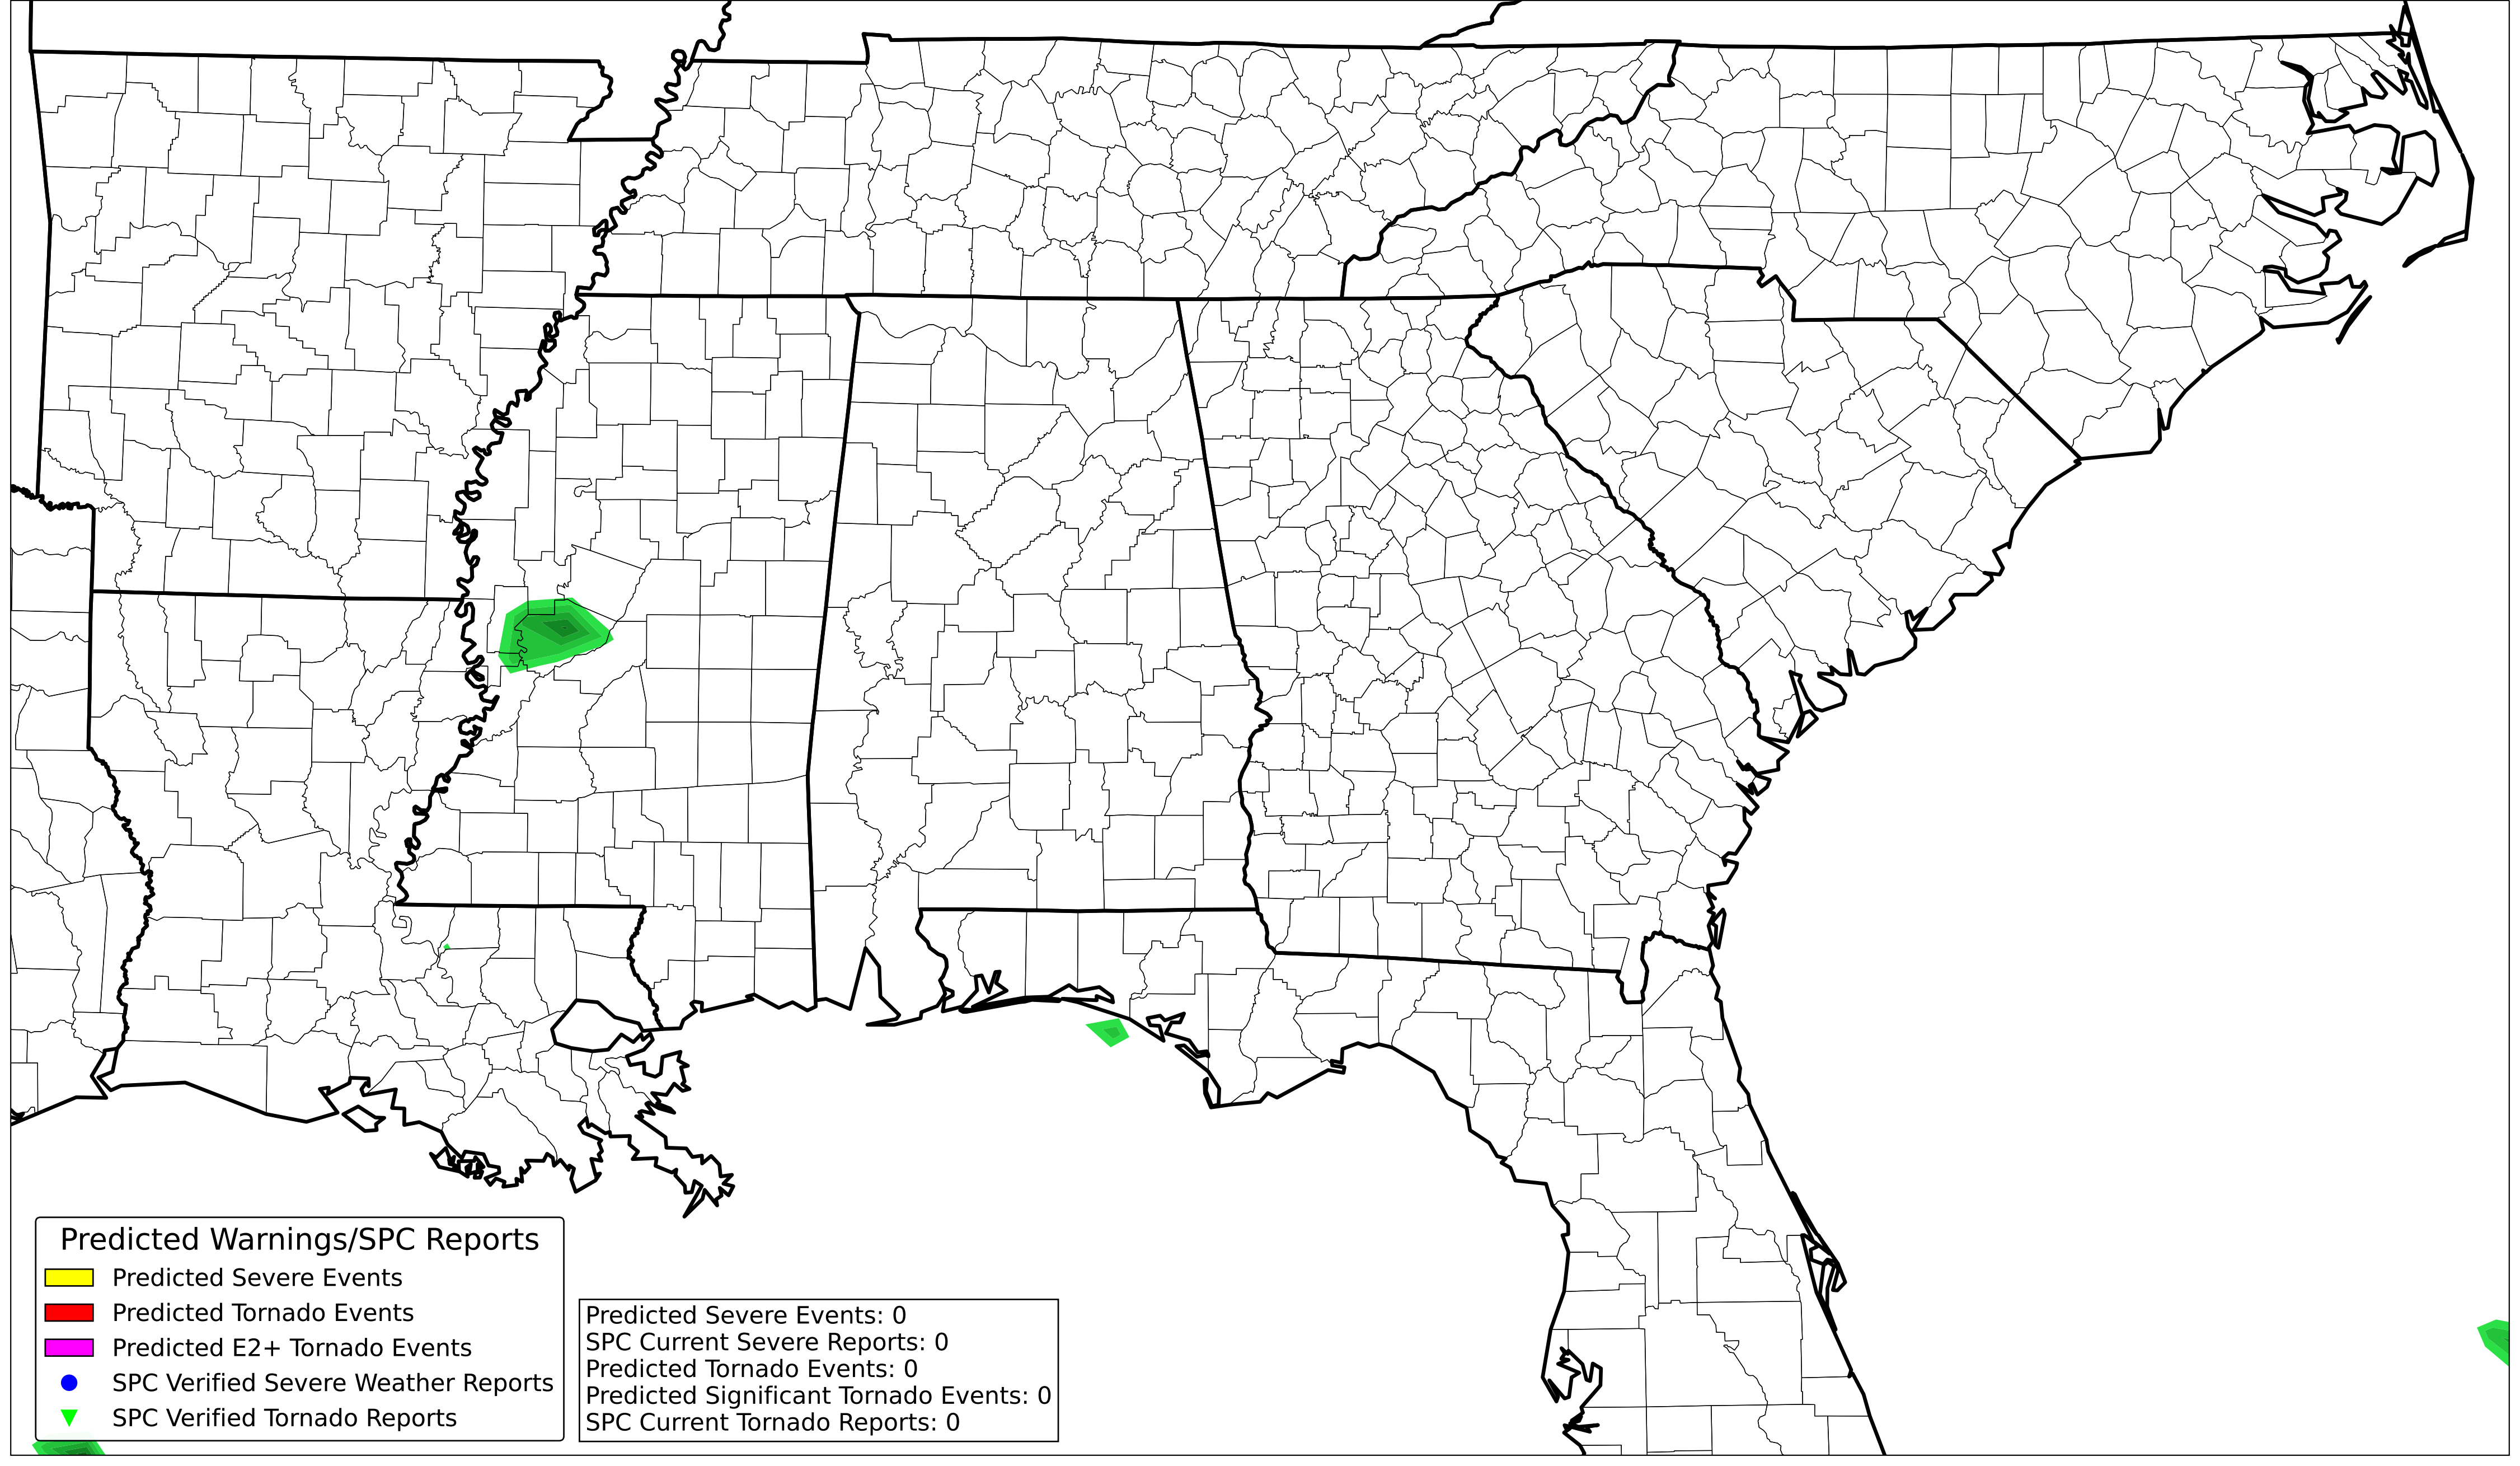 Predicted Warnings/SPC Reports
Predicted Severe Events
Predicted Tornado Events
Predicted E2+ Tornado Events
SPC Verified Severe Weather Reports
SPC Verified Tornado Reports
Predicted Severe Events: 0
SPC Current Severe Reports: 0
Predicted Tornado Events: 0
Predicted Significant Tornado Events: 0
SPC Current Tornado Reports: 0